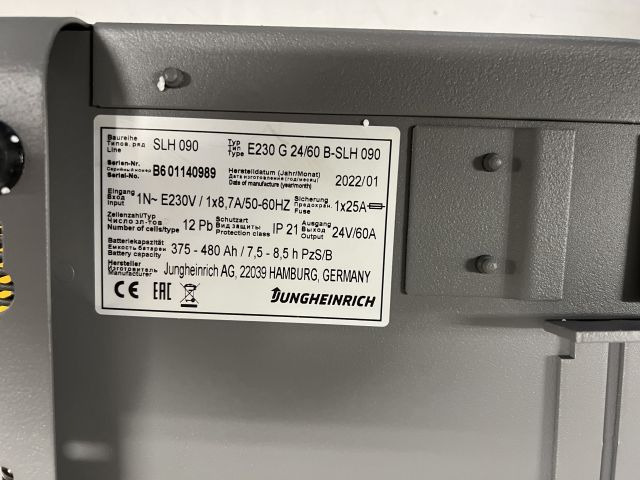 Baureihe
Типов. ряд
Line
SLH 090
Typ
Тип
Type
E230 G 24/60 B-SLH 090
Serien-Nr.
Серийный номер
Serial-No.
B6 01140989
Herstelldatum (Jahr/Monat)
Дата изготовления (год/месяц)
Date of manufacture (year/month)
2022/01
Eingang
Вход
Input
1N~ E230V / 1x8,7A/50-60HZ
Sicherung
Предохран.
Fuse
1x25A
Zellenzahl/Typ
Число эл-тов
Number of cells/type
12 Pb
Schutzart
Вид защиты
Protection class
IP 21
Ausgang
Выход
Output
24V/60A
Batteriekapazität
Емкость батареи
Battery capacity
375 - 480 Ah / 7,5 - 8,5 h PzS/B
Hersteller
Изготовитель
Manufacturer
Jungheinrich AG, 22039 HAMBURG, GERMANY
CE EAC JUNGHEINRICH